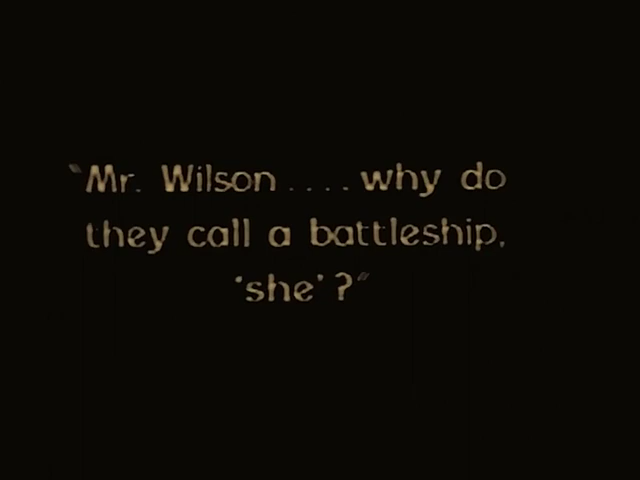 "Mr. Wilson .... why do
they call a battleship,
'she'?"